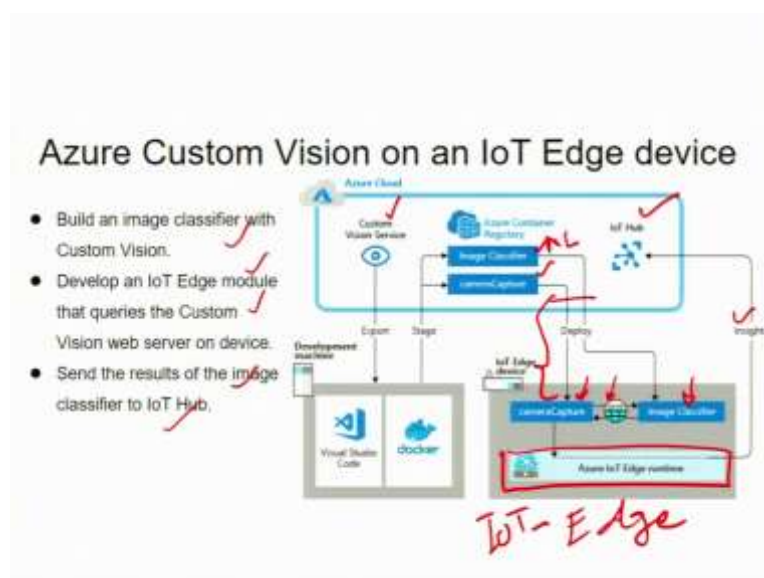 Azure Custom Vision on an IoT Edge device
● Build an image classifier with
Custom Vision.
● Develop an IoT Edge module
that queries the Custom
Vision web server on device.
● Send the results of the image
classifier to IoT Hub.
Azure Cloud
Custom
Vision Service
Azure Container
Registry
IoT Hub
Image Classifier
cameraCapture
Export
Stage
Deploy
Insight
Development
machine
IoT Edge
device
cameraCapture
Image Classifier
Visual Studio
Code
docker
Azure IoT Edge runtime
IoT- Edge